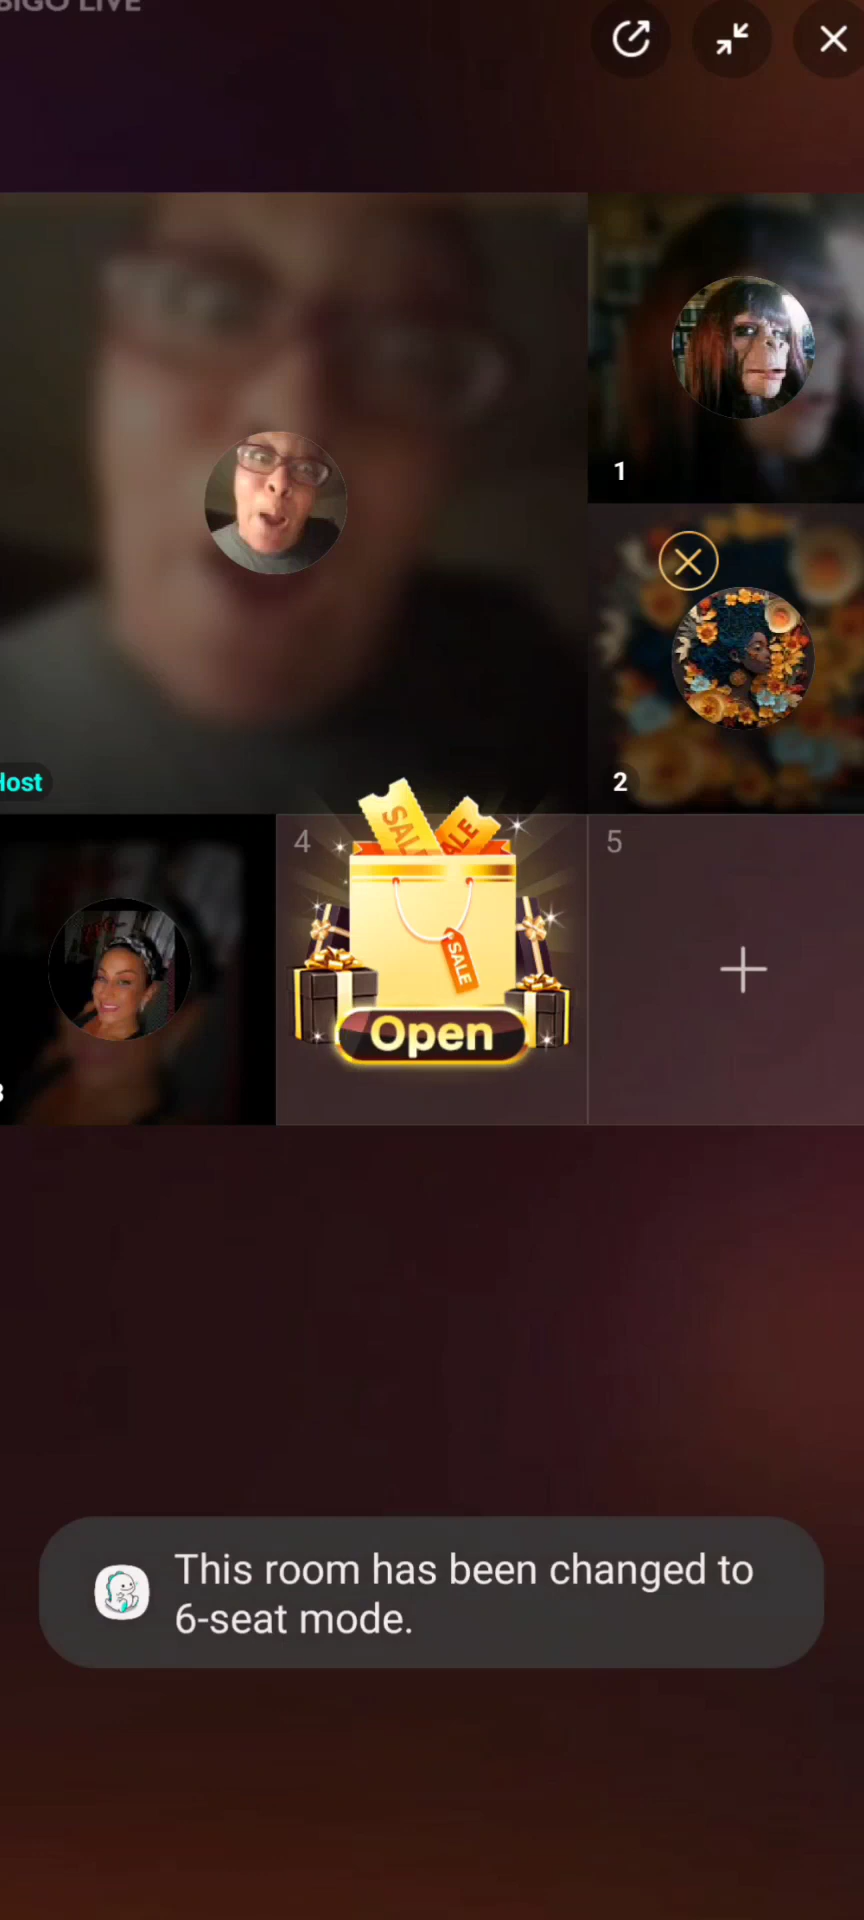 BIGO LIVE
1
2
Host
SALE
SALE
4
5
SALE
Open
3
This room has been changed to
6-seat mode.